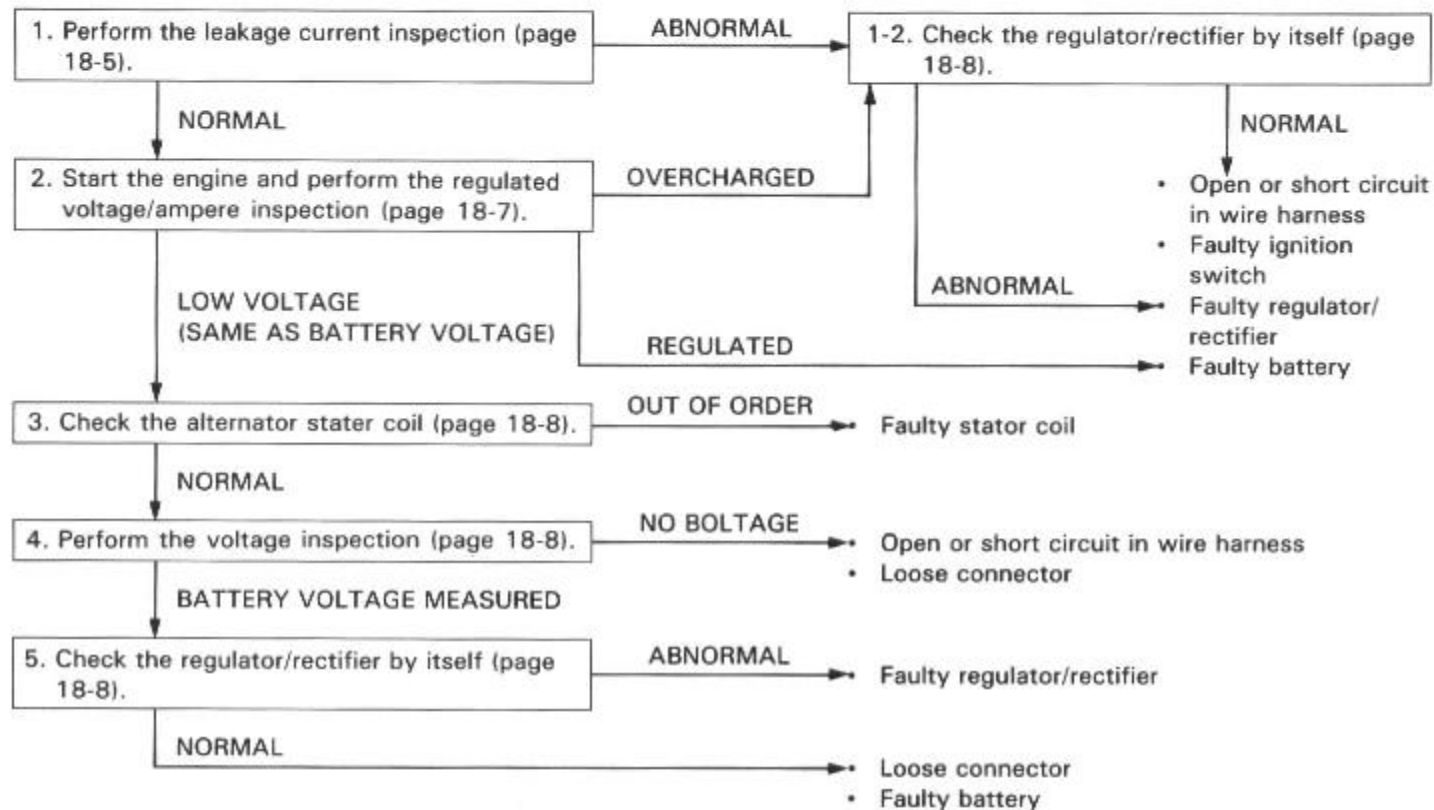 1. Perform the leakage current inspection (page
18-5).
ABNORMAL
1-2. Check the regulator/rectifier by itself (page
18-8).
NORMAL
NORMAL
2. Start the engine and perform the regulated
voltage/ampere inspection (page 18-7).
OVERCHARGED
• Open or short circuit
in wire harness
• Faulty ignition
switch
ABNORMAL
• Faulty regulator/
rectifier
LOW VOLTAGE
(SAME AS BATTERY VOLTAGE)
REGULATED
• Faulty battery
3. Check the alternator stater coil (page 18-8).
OUT OF ORDER
• Faulty stator coil
NORMAL
4. Perform the voltage inspection (page 18-8).
NO BOLTAGE
• Open or short circuit in wire harness
• Loose connector
BATTERY VOLTAGE MEASURED
5. Check the regulator/rectifier by itself (page
18-8).
ABNORMAL
• Faulty regulator/rectifier
NORMAL
• Loose connector
• Faulty battery